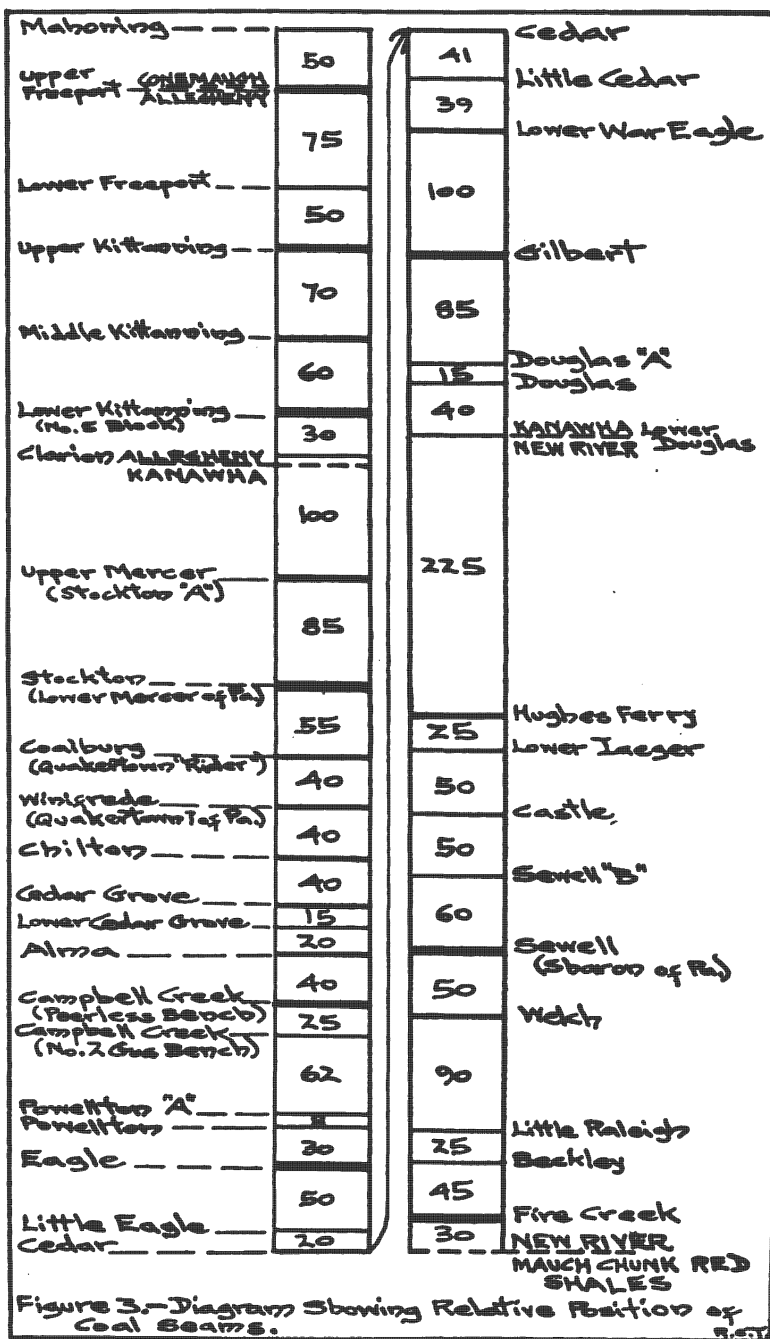 Mahoning
50
Upper CONEMAUGH
Freeport ALLEGHENY
75
Lower Freeport
50
Upper Kittanning
70
Middle Kittanning
60
Lower Kittanning
(No. 5 Block)
30
Clarion ALLEGHENY
KANAWHA
100
Upper Mercer
(Stockton "A")
85
Stockton
(Lower Mercer of Pa.)
55
Coalburg
(Quakertown "Rider")
40
Winifrede
(Quakertown? of Pa.)
40
Chilton
40
Cedar Grove
15
Lower Cedar Grove
20
Alma
40
Campbell Creek
(Peerless Bench)
25
Campbell Creek
(No. 2 Gas Bench)
62
Powellton "A"
Powellton
30
Eagle
50
Little Eagle
20
Cedar
Cedar
41
Little Cedar
39
Lower War Eagle
100
Gilbert
85
Douglas "A"
15
Douglas
40
KANAWHA Lower
NEW RIVER Douglas
225
Hughes Ferry
25
Lower Iaeger
50
Castle
50
Sewell "B"
60
Sewell
(Sharon of Pa.)
50
Welch
90
Little Raleigh
25
Beckley
45
Fire Creek
30
NEW RIVER
MAUCH CHUNK RED
SHALES
Figure 3.-Diagram Showing Relative Position of
Coal Seams.